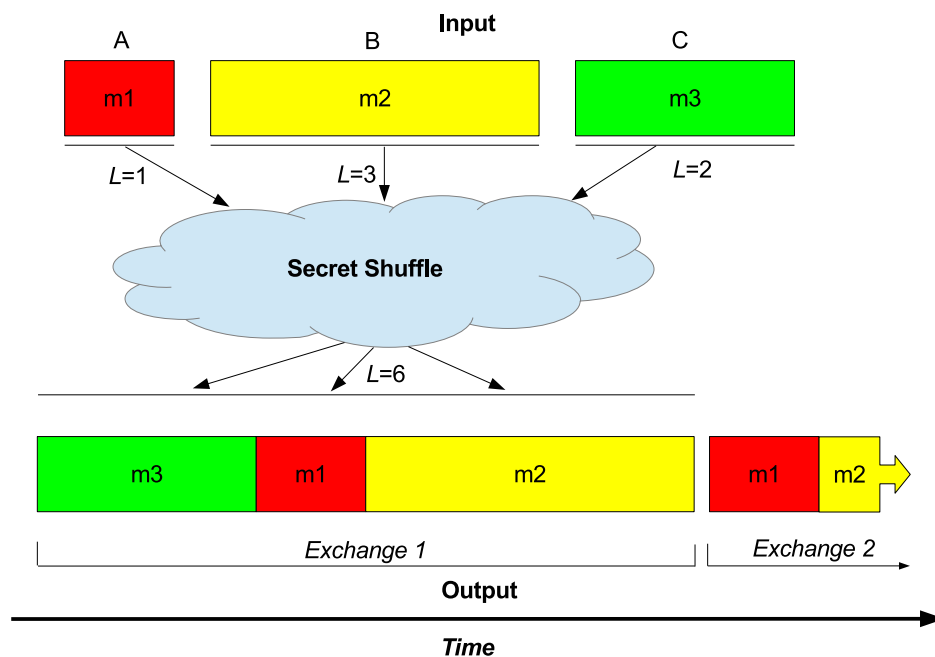 Input
A B C
m1 m2 m3
L=1 L=3 L=2
Secret Shuffle
L=6
m3 m1 m2 m1 m2
Exchange 1 Exchange 2
Output
Time